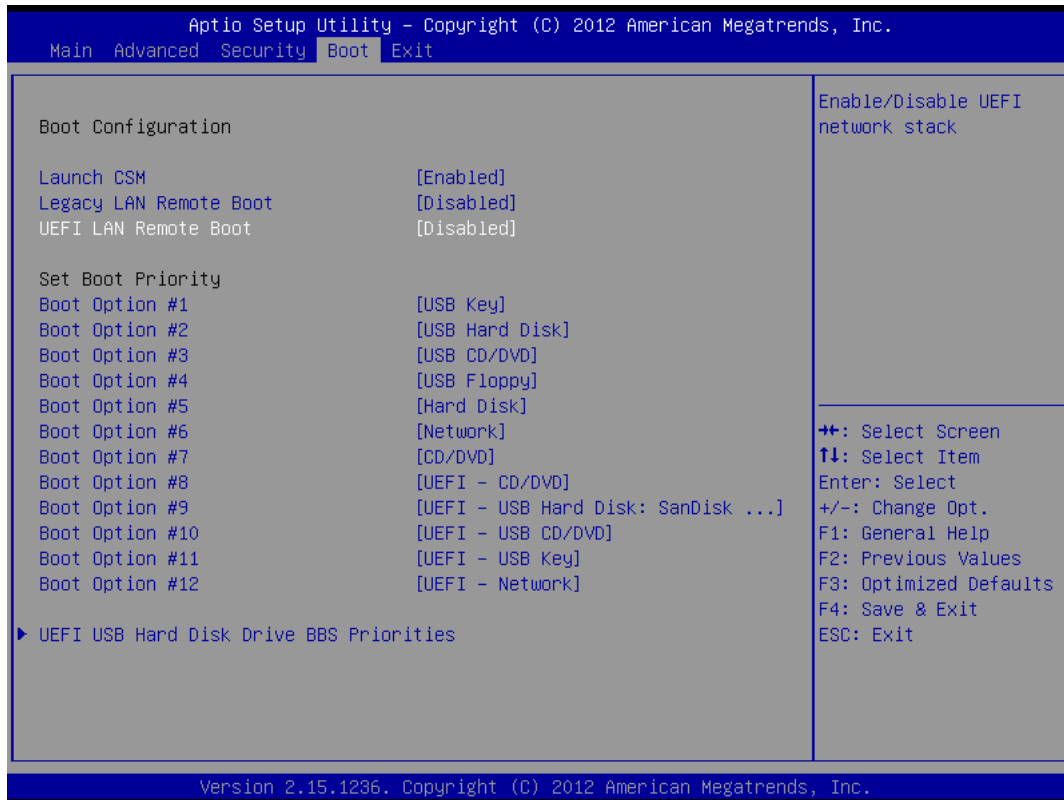 Aptio Setup Utility – Copyright (C) 2012 American Megatrends, Inc.
Main Advanced Security Boot Exit
Boot Configuration
Launch CSM [Enabled]
Legacy LAN Remote Boot [Disabled]
UEFI LAN Remote Boot [Disabled]
Set Boot Priority
Boot Option #1 [USB Key]
Boot Option #2 [USB Hard Disk]
Boot Option #3 [USB CD/DVD]
Boot Option #4 [USB Floppy]
Boot Option #5 [Hard Disk]
Boot Option #6 [Network]
Boot Option #7 [CD/DVD]
Boot Option #8 [UEFI - CD/DVD]
Boot Option #9 [UEFI - USB Hard Disk: SanDisk ...]
Boot Option #10 [UEFI - USB CD/DVD]
Boot Option #11 [UEFI - USB Key]
Boot Option #12 [UEFI - Network]
UEFI USB Hard Disk Drive BBS Priorities
Enable/Disable UEFI
network stack
→←: Select Screen
↑↓: Select Item
Enter: Select
+/-: Change Opt.
F1: General Help
F2: Previous Values
F3: Optimized Defaults
F4: Save & Exit
ESC: Exit
Version 2.15.1236. Copyright (C) 2012 American Megatrends, Inc.